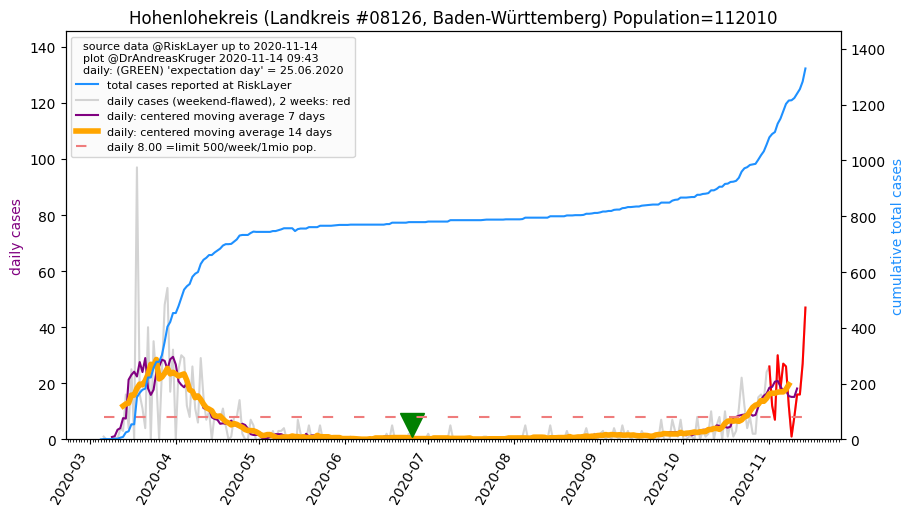 Hohenlohekreis (Landkreis #08126, Baden-Württemberg) Population=112010
source data @RiskLayer up to 2020-11-14
plot @DrAndreasKruger 2020-11-14 09:43
daily: (GREEN) 'expectation day' = 25.06.2020
total cases reported at RiskLayer
daily cases (weekend-flawed), 2 weeks: red
daily: centered moving average 7 days
daily: centered moving average 14 days
daily 8.00 =limit 500/week/1mio pop.
daily cases
140
120
100
80
60
40
20
0
cumulative total cases
1400
1200
1000
800
600
400
200
0
2020-03
2020-04
2020-05
2020-06
2020-07
2020-08
2020-09
2020-10
2020-11